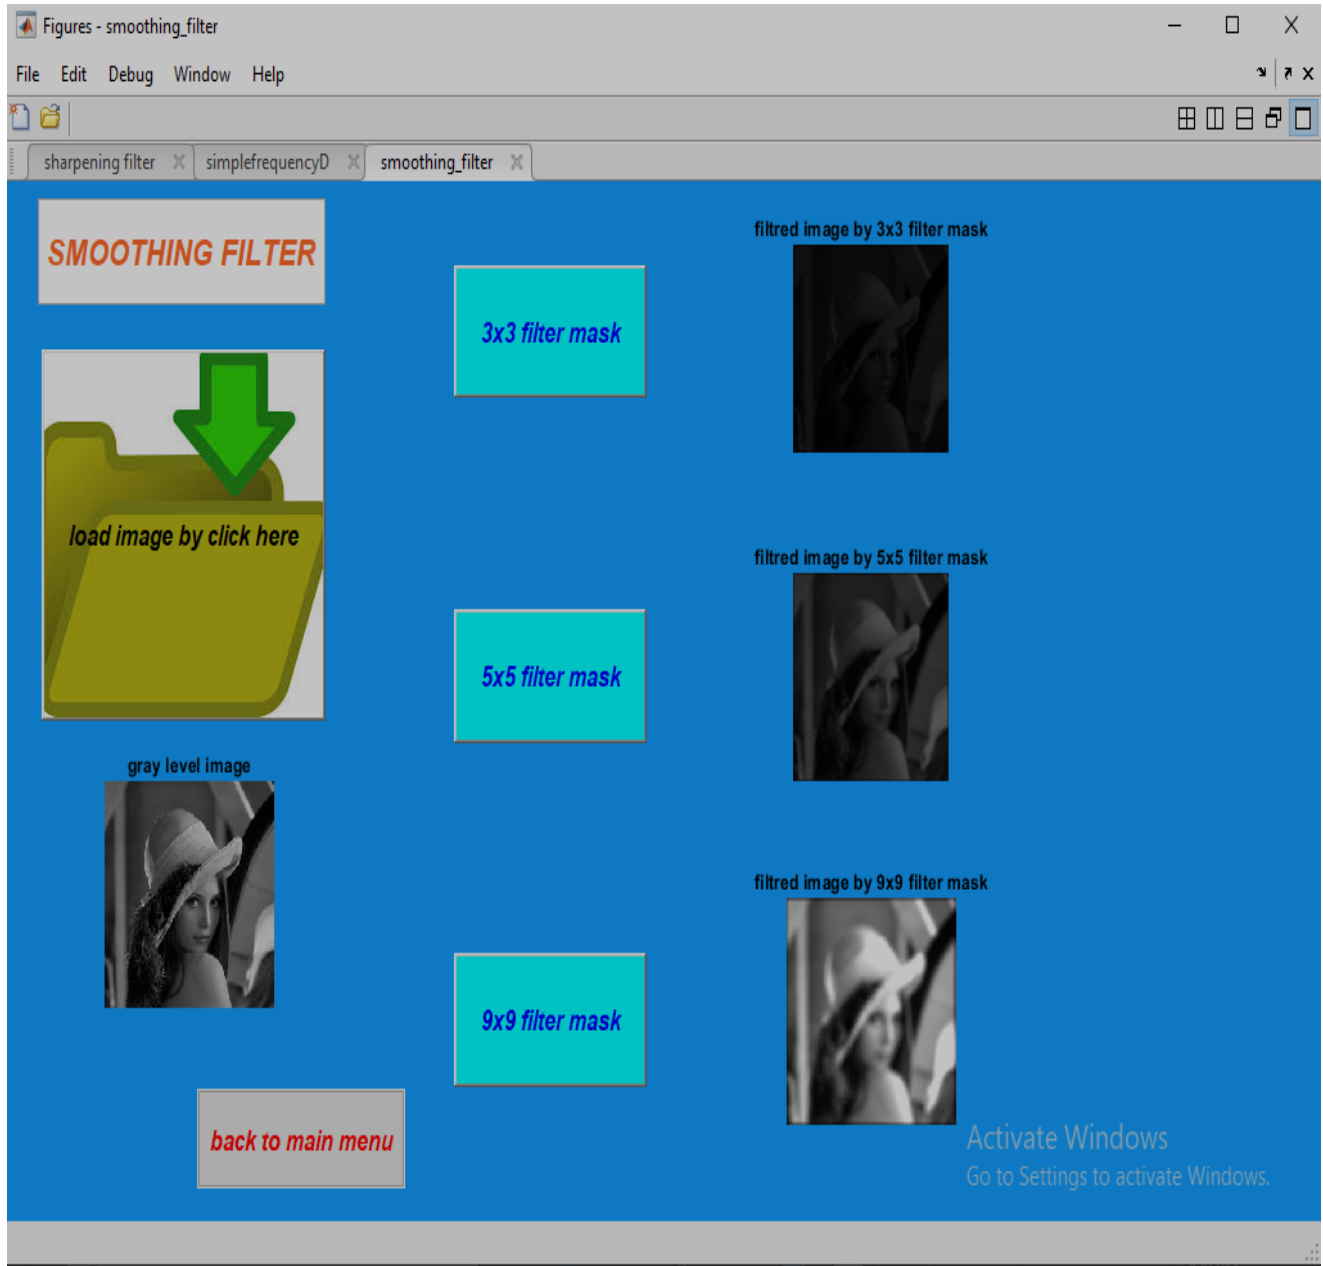 Figures - smoothing_filter
File Edit Debug Window Help
sharpening filter simplefrequencyD smoothing_filter
SMOOTHING FILTER
load image by click here
gray level image
back to main menu
3x3 filter mask
5x5 filter mask
9x9 filter mask
filtred image by 3x3 filter mask
filtred image by 5x5 filter mask
filtred image by 9x9 filter mask
Activate Windows
Go to Settings to activate Windows.